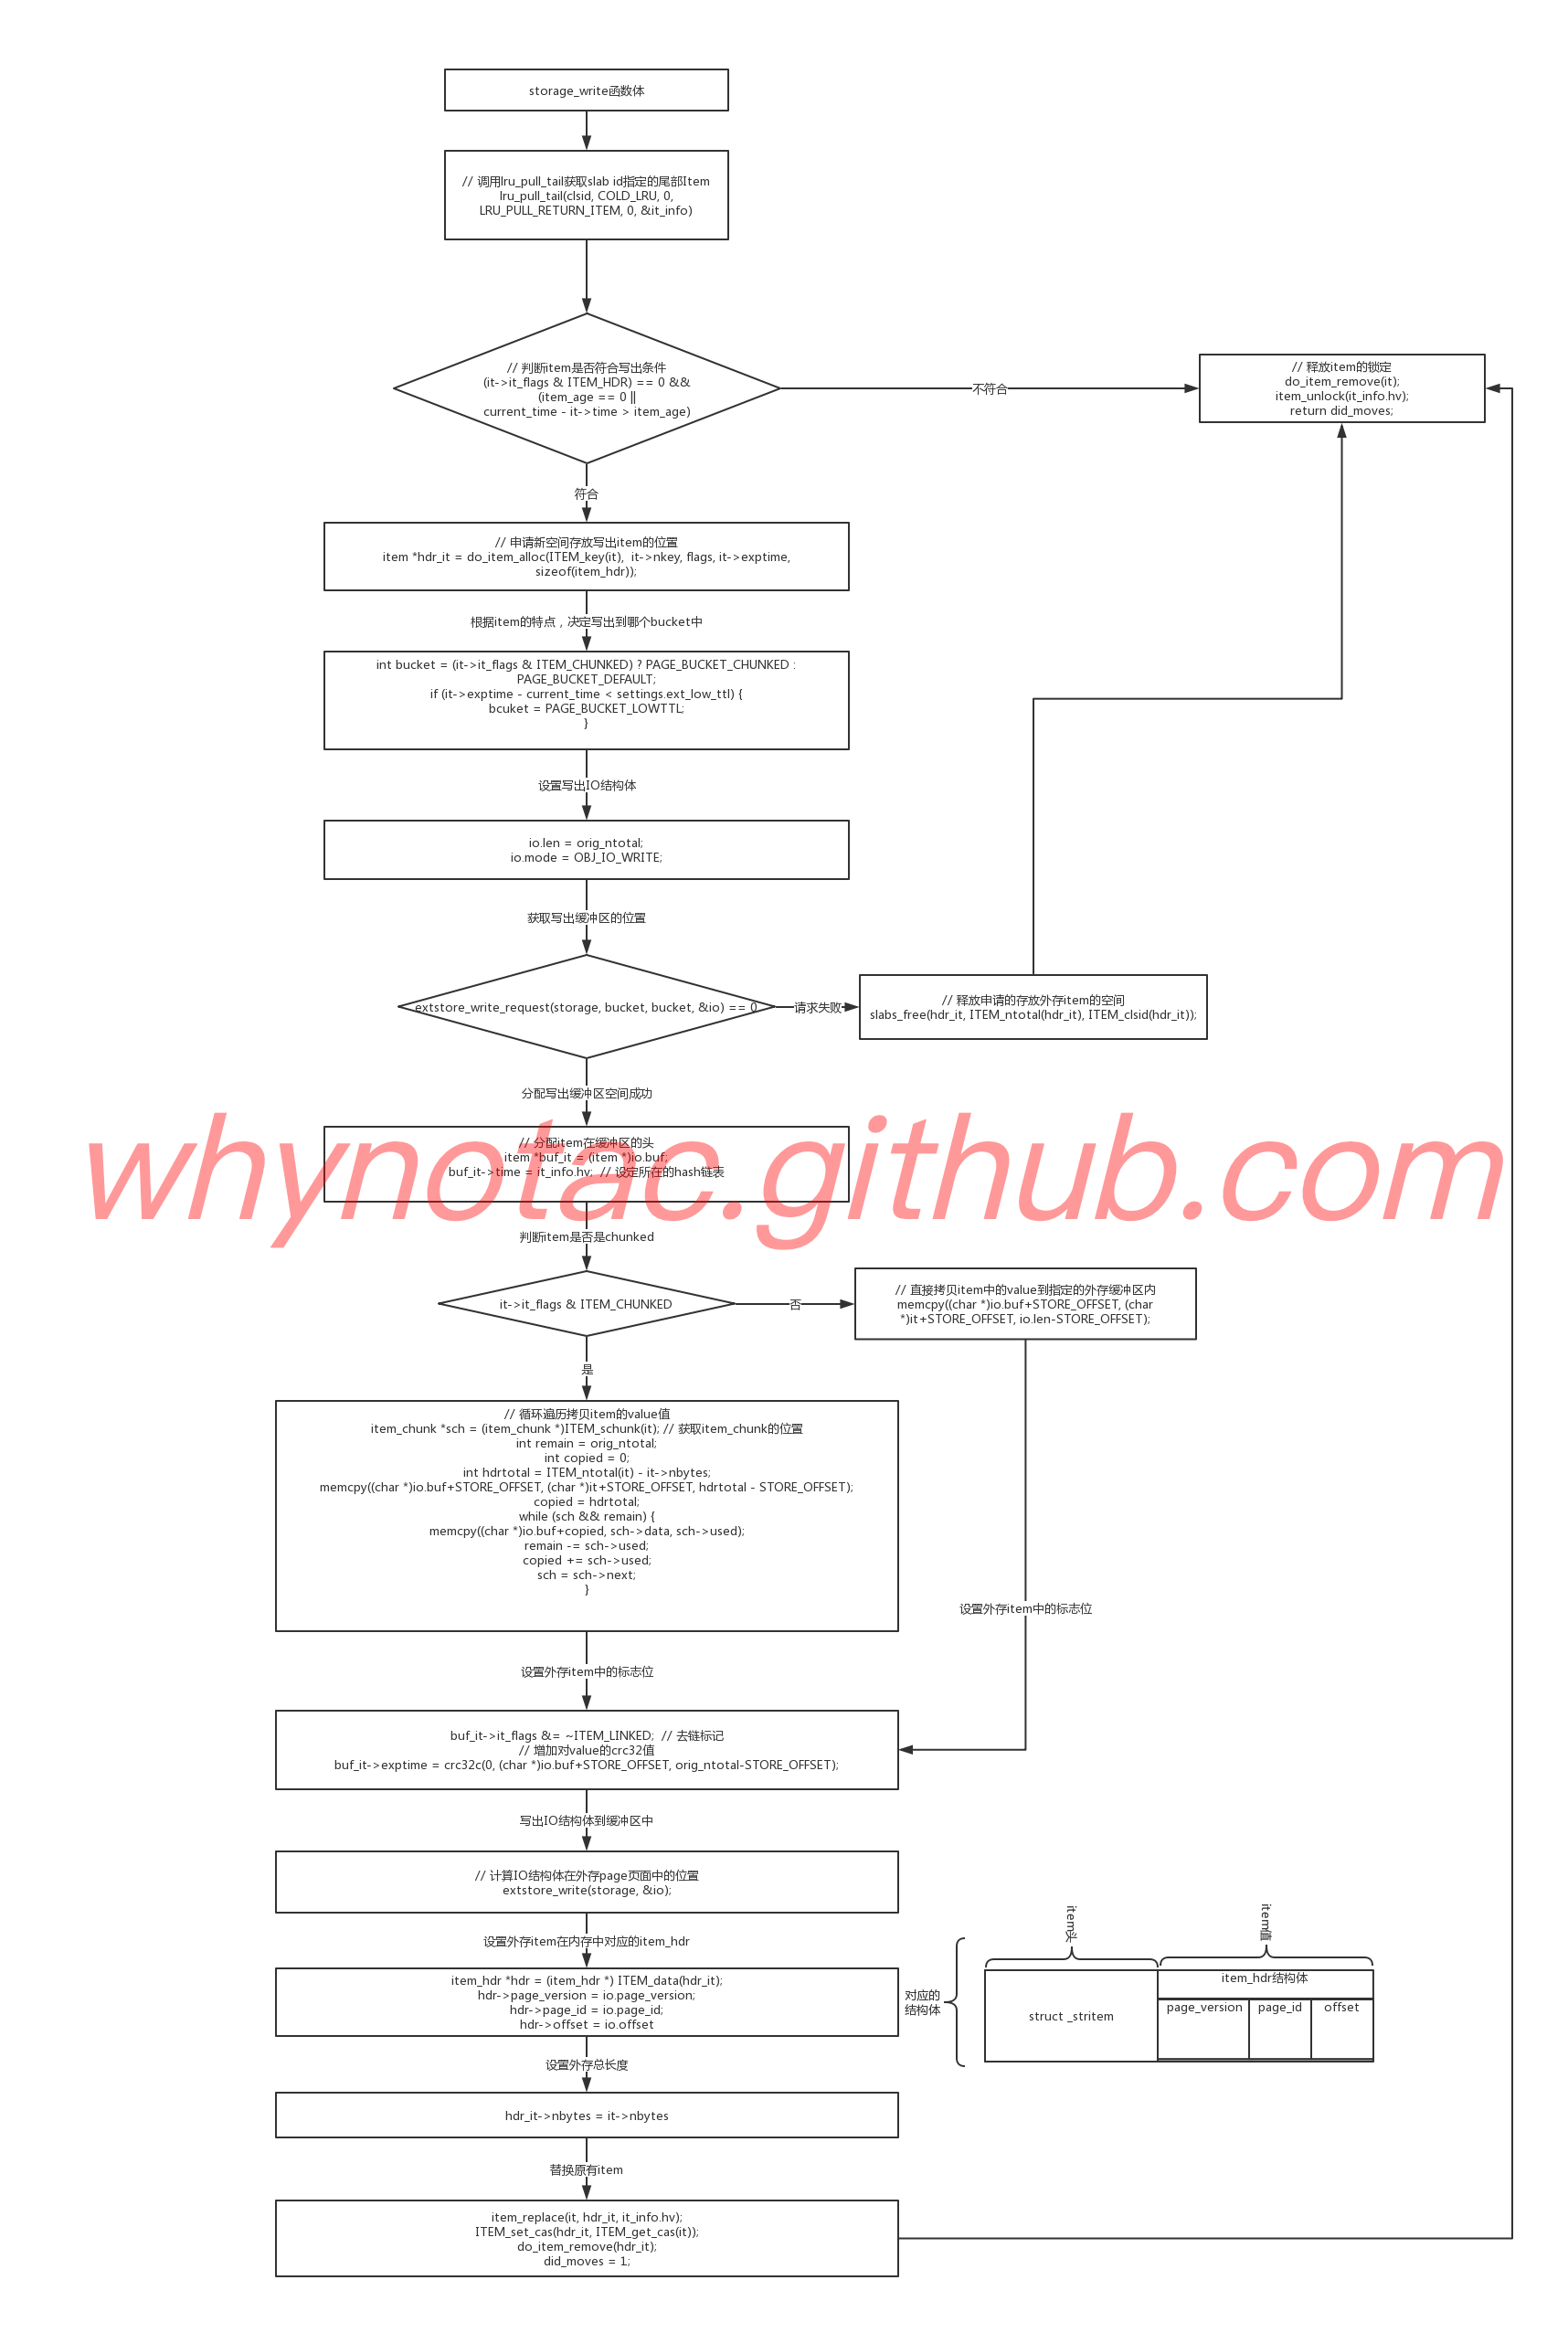 storage_write函数体
// 调用lru_pull_tail获取slab id指定的尾部Item
lru_pull_tail(clsid, COLD_LRU, 0,
LRU_PULL_RETURN_ITEM, 0, &it_info)
// 判断item是否符合写出条件
(it->it_flags & ITEM_HDR) == 0 &&
(item_age == 0 ||
current_time - it->time > item_age)
不符合
// 释放item的锁定
do_item_remove(it);
item_unlock(it_info.hv);
return did_moves;
符合
// 申请新空间存放写出item的位置
item *hdr_it = do_item_alloc(ITEM_key(it), it->nkey, flags, it->exptime,
sizeof(item_hdr));
根据item的特点，决定写出到哪个bucket中
int bucket = (it->it_flags & ITEM_CHUNKED) ? PAGE_BUCKET_CHUNKED :
PAGE_BUCKET_DEFAULT;
if (it->exptime - current_time < settings.ext_low_ttl) {
bcuket = PAGE_BUCKET_LOWTTL;
}
设置写出IO结构体
io.len = orig_ntotal;
io.mode = OBJ_IO_WRITE;
获取写出缓冲区的位置
extstore_write_request(storage, bucket, bucket, &io) == 0
请求失败
// 释放申请的存放外存item的空间
slabs_free(hdr_it, ITEM_ntotal(hdr_it), ITEM_clsid(hdr_it));
分配写出缓冲区空间成功
// 分配item在缓冲区的头
item *buf_it = (item *)io.buf;
buf_it->time = it_info.hv; // 设定所在的hash链表
whynotac.github.com
判断item是否是chunked
it->it_flags & ITEM_CHUNKED
否
// 直接拷贝item中的value到指定的外存缓冲区内
memcpy((char *)io.buf+STORE_OFFSET, (char
*)it+STORE_OFFSET, io.len-STORE_OFFSET);
是
// 循环遍历拷贝item的value值
item_chunk *sch = (item_chunk *)ITEM_schunk(it); // 获取item_chunk的位置
int remain = orig_ntotal;
int copied = 0;
int hdrtotal = ITEM_ntotal(it) - it->nbytes;
memcpy((char *)io.buf+STORE_OFFSET, (char *)it+STORE_OFFSET, hdrtotal - STORE_OFFSET);
copied = hdrtotal;
while (sch && remain) {
memcpy((char *)io.buf+copied, sch->data, sch->used);
remain -= sch->used;
copied += sch->used;
sch = sch->next;
}
设置外存item中的标志位
设置外存item中的标志位
buf_it->it_flags &= ~ITEM_LINKED; // 去链标记
// 增加对value的crc32值
buf_it->exptime = crc32c(0, (char *)io.buf+STORE_OFFSET, orig_ntotal-STORE_OFFSET);
写出IO结构体到缓冲区中
// 计算IO结构体在外存page页面中的位置
extstore_write(storage, &io);
设置外存item在内存中对应的item_hdr
item_hdr *hdr = (item_hdr *) ITEM_data(hdr_it);
hdr->page_version = io.page_version;
hdr->page_id = io.page_id;
hdr->offset = io.offset
对应的
结构体
item头
item值
struct _stritem
item_hdr结构体
page_version
page_id
offset
设置外存总长度
hdr_it->nbytes = it->nbytes
替换原有item
item_replace(it, hdr_it, it_info.hv);
ITEM_set_cas(hdr_it, ITEM_get_cas(it));
do_item_remove(hdr_it);
did_moves = 1;